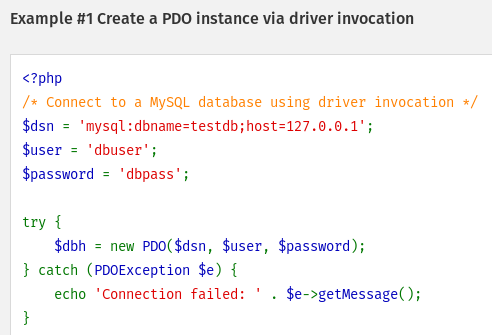 Example #1 Create a PDO instance via driver invocation
<?php
/* Connect to a MySQL database using driver invocation */
$dsn = 'mysql:dbname=testdb;host=127.0.0.1';
$user = 'dbuser';
$password = 'dbpass';

try {
    $dbh = new PDO($dsn, $user, $password);
} catch (PDOException $e) {
    echo 'Connection failed: ' . $e->getMessage();
}